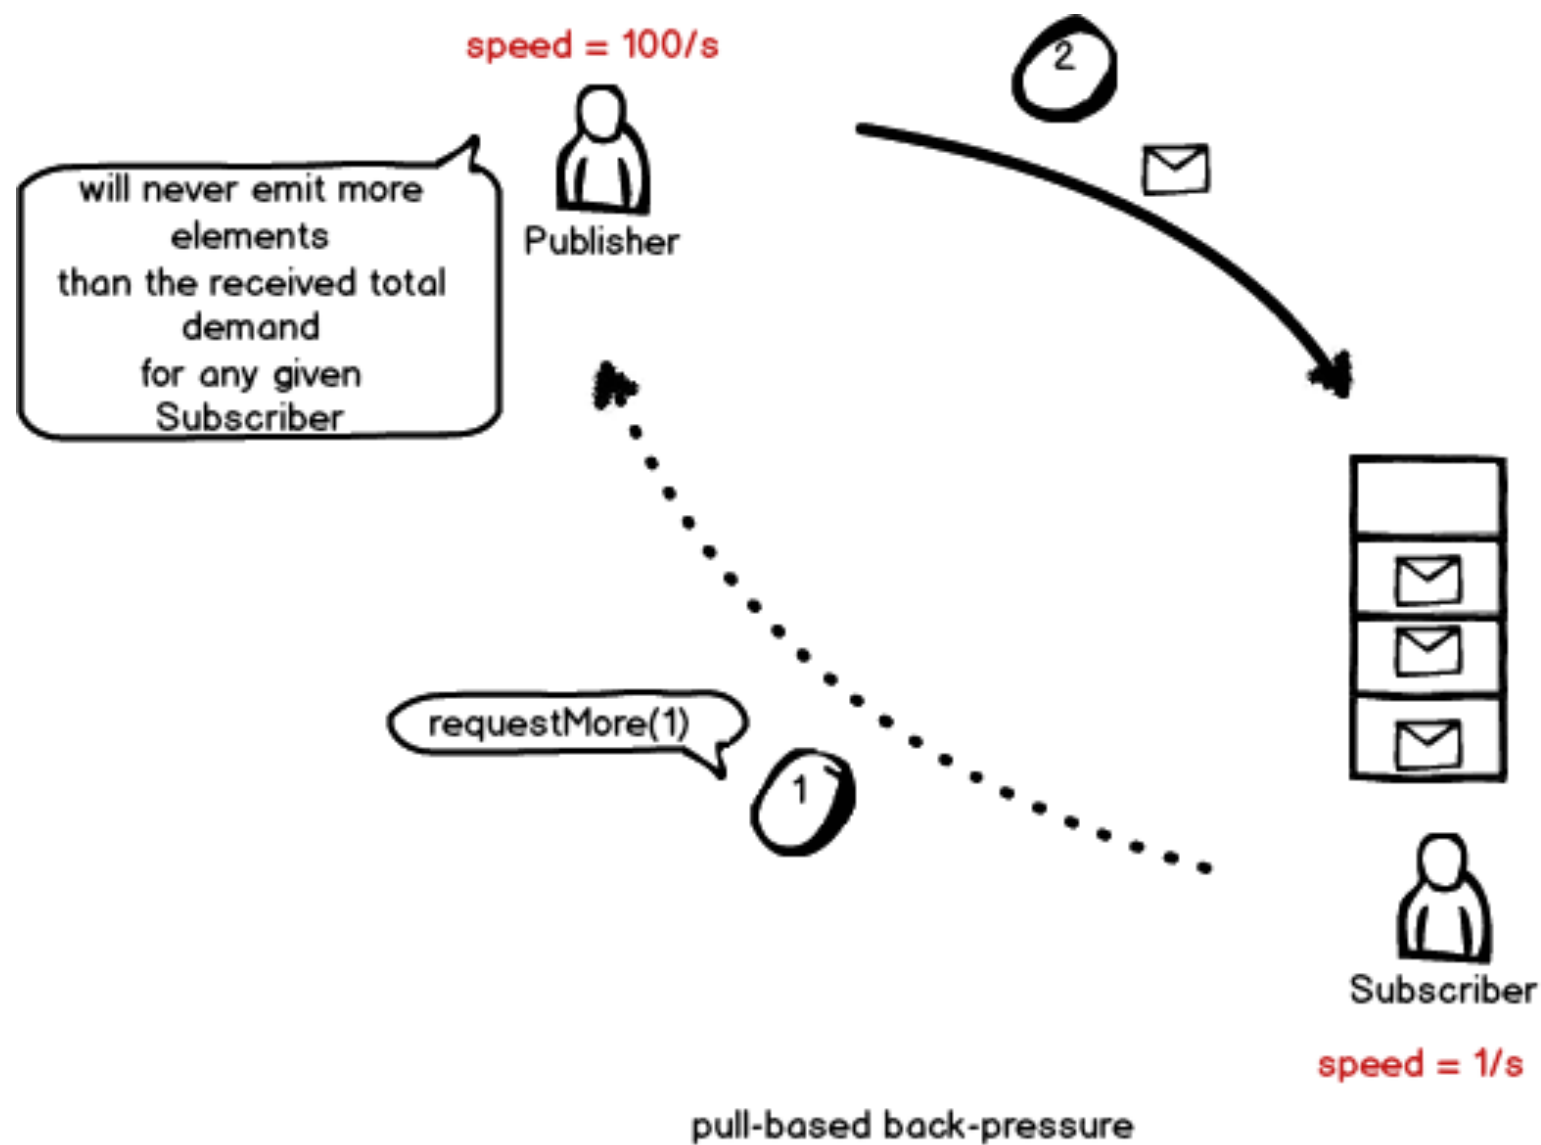 speed = 100/s
2
will never emit more
elements
than the received total
demand
for any given
Subscriber
Publisher
requestMore(1)
1
Subscriber
speed = 1/s
pull-based back-pressure